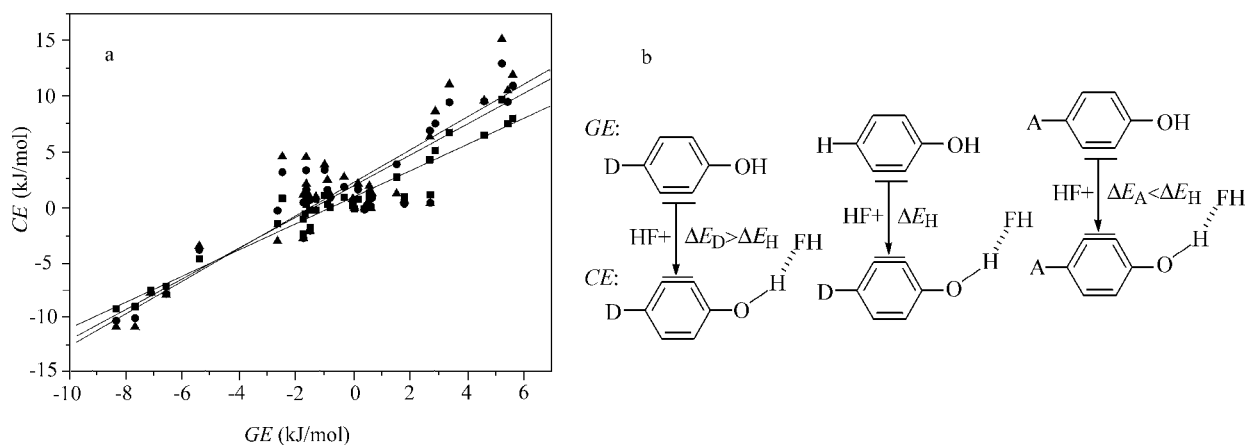 a
15
10
5
0
-5
-10
-15
CE (kJ/mol)
-10 -8 -6 -4 -2 0 2 4 6
GE (kJ/mol)
b
GE:
D OH
HF+ ΔE_D>ΔE_H
FH
H
CE:
D O
H OH
HF+ ΔE_H
FH
H
D O
A OH
HF+ ΔE_A<ΔE_H
FH
H
A O